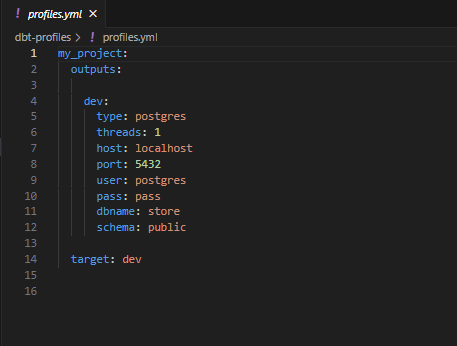 ! profiles.yml ×
dbt-profiles > ! profiles.yml
1 my_project:
2 outputs:
3
4 dev:
5 type: postgres
6 threads: 1
7 host: localhost
8 port: 5432
9 user: postgres
10 pass: pass
11 dbname: store
12 schema: public
13
14 target: dev
15
16